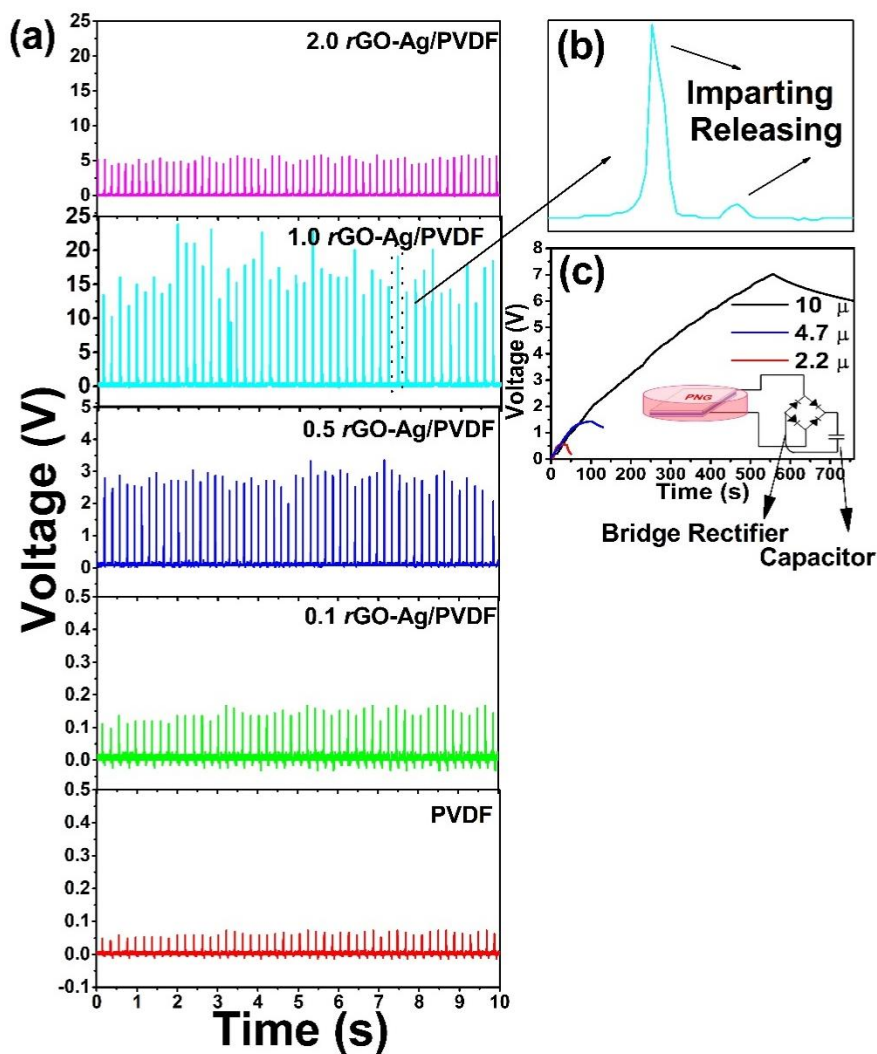 (a)
Voltage (V)
25
20
15
10
5
0
2.0 rGO-Ag/PVDF
25
20
15
10
5
0
1.0 rGO-Ag/PVDF
5
4
3
2
1
0
0.5 rGO-Ag/PVDF
0.5
0.4
0.3
0.2
0.1
0.0
0.1 rGO-Ag/PVDF
0.5
0.4
0.3
0.2
0.1
0.0
-0.1
PVDF
0 1 2 3 4 5 6 7 8 9 10
Time (s)
(b)
Imparting
Releasing
(c)
Voltage (V)
8
7
6
5
4
3
2
1
0
10 μ
4.7 μ
2.2 μ
PNG
0 100 200 300 400 500 600 700
Time (s)
Bridge Rectifier
Capacitor